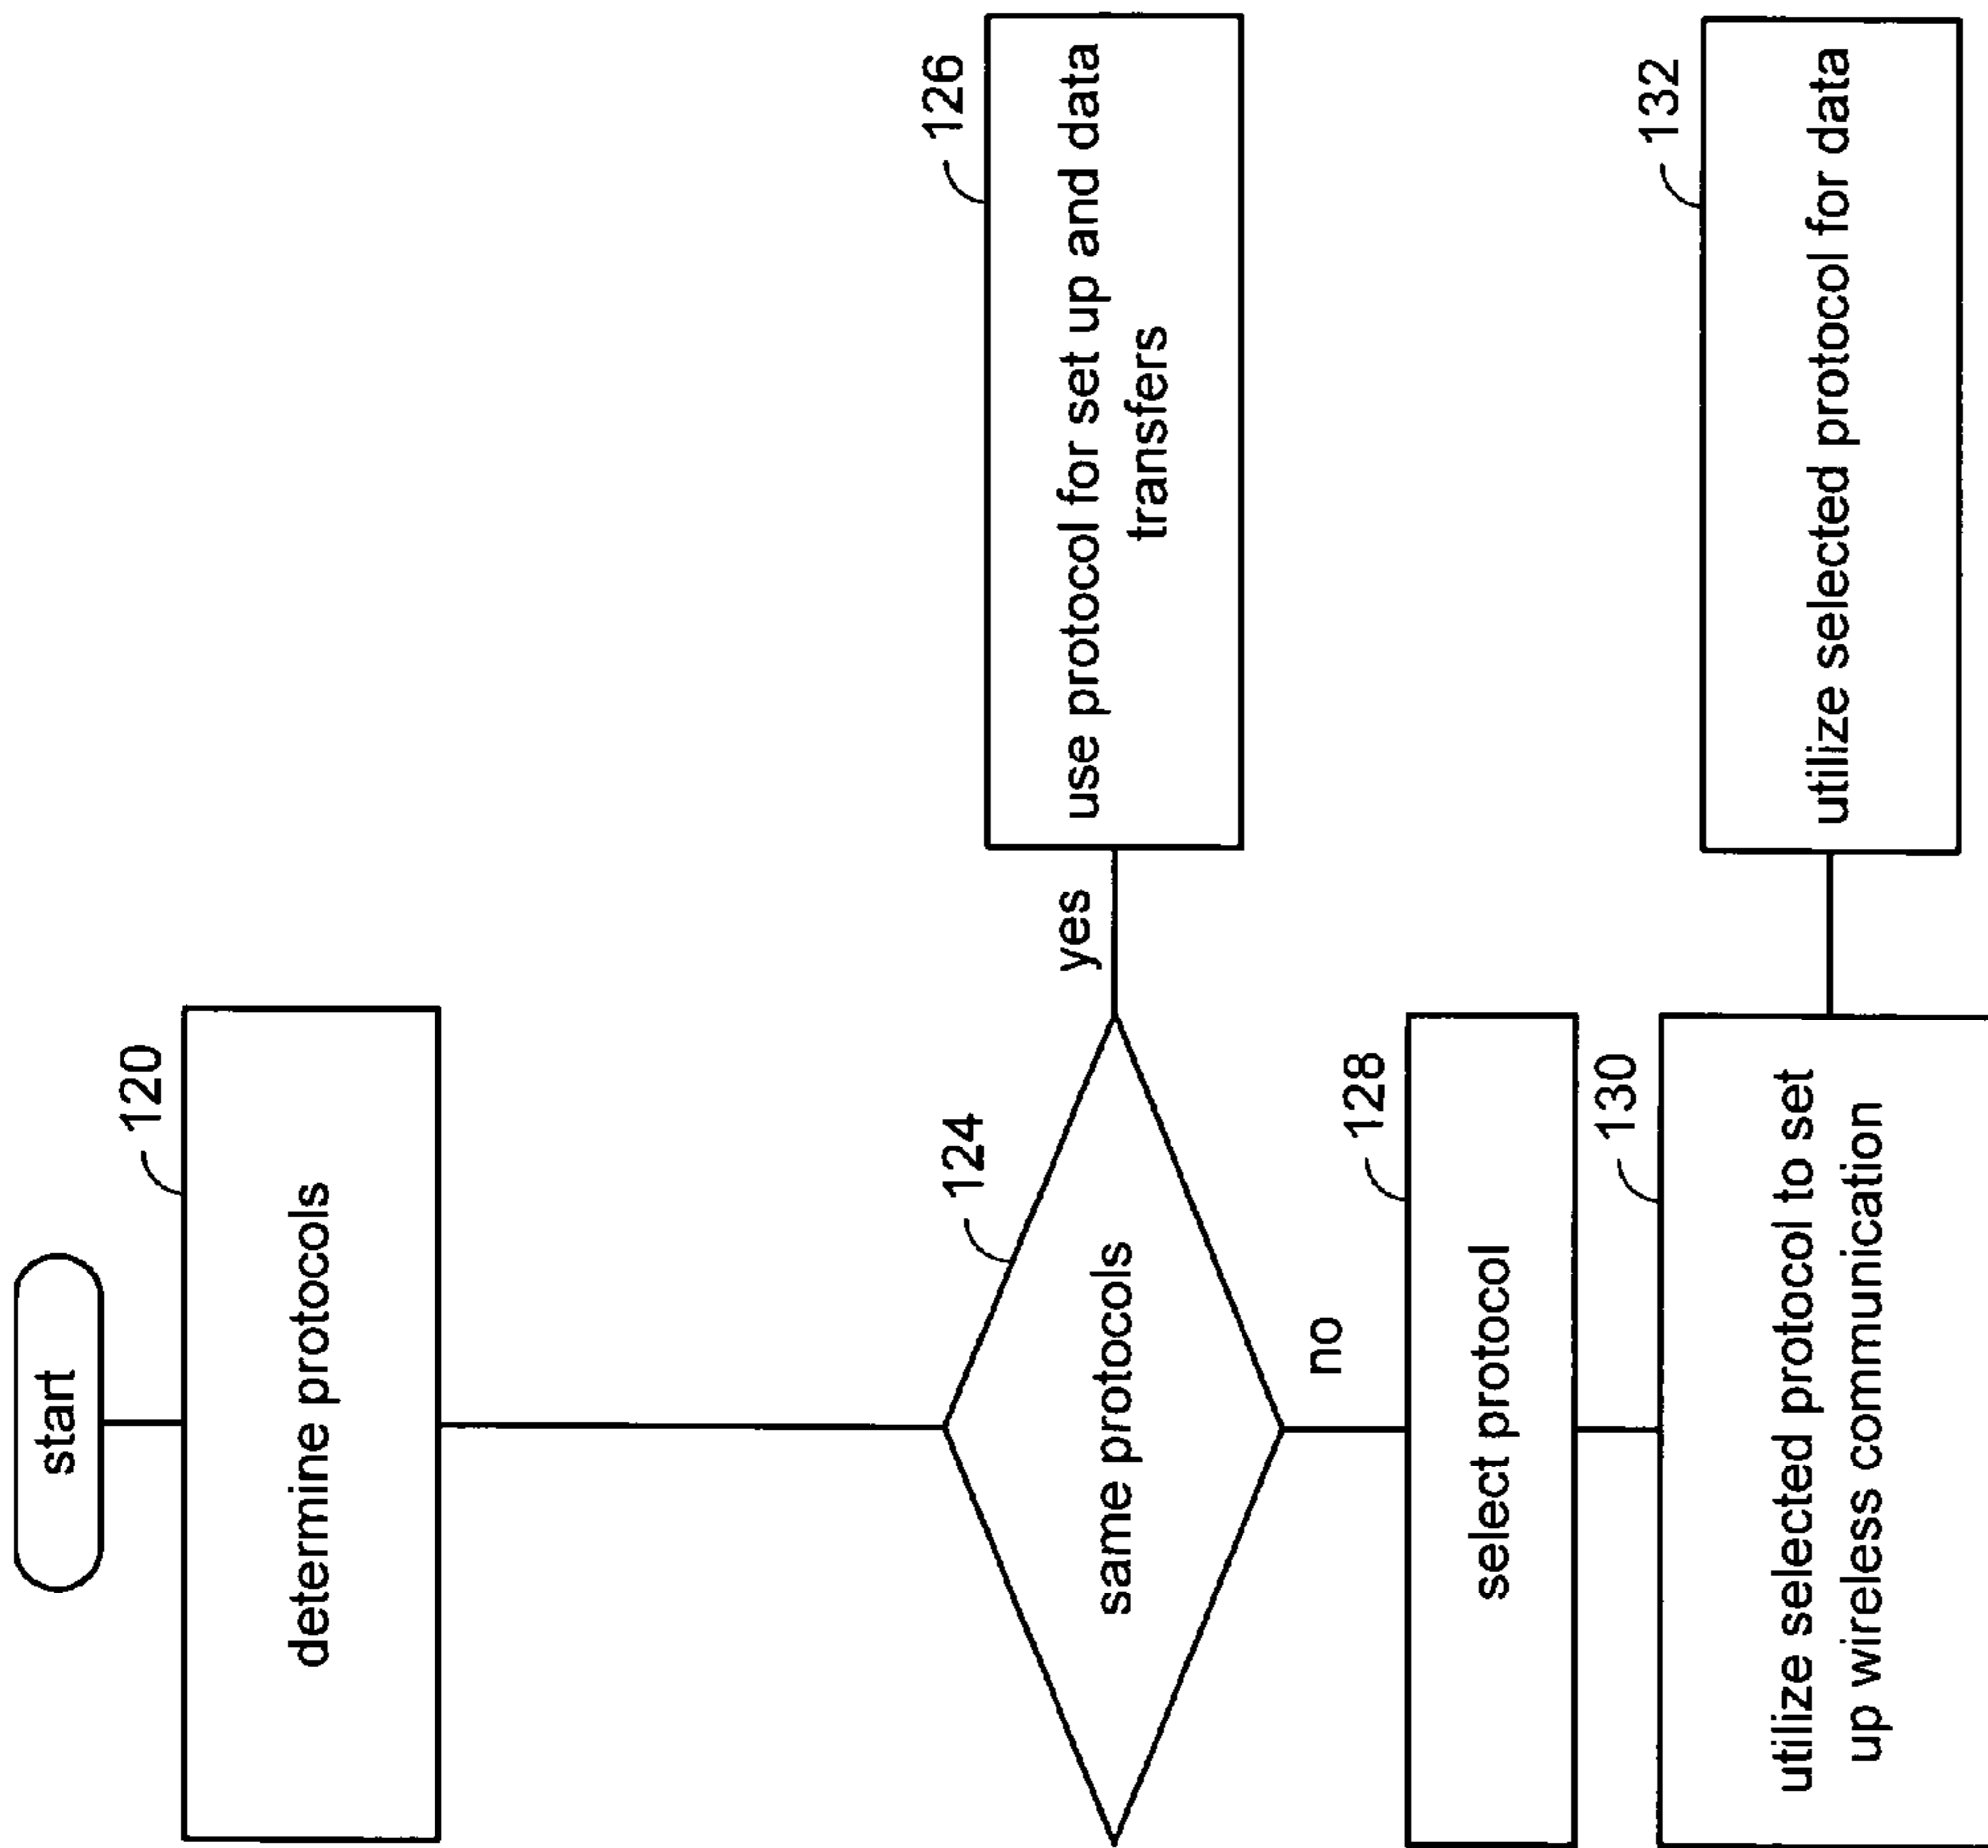 start
120
determine protocols
124
same protocols
yes
126
use protocol for set up and data
transfers
no
128
select protocol
130
utilize selected protocol to set
up wireless communication
132
utilize selected protocol for data